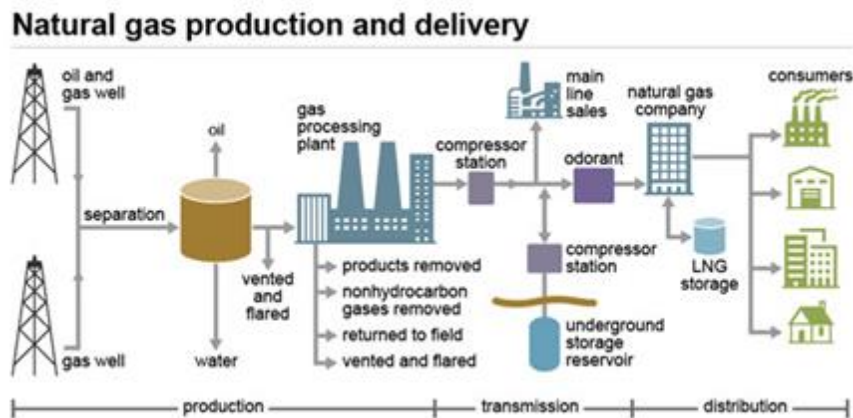 Natural gas production and delivery
oil and
gas well
oil
gas
processing
plant
compressor
station
main
line
sales
odorant
natural gas
company
consumers
separation
vented
and
flared
products removed
nonhydrocarbon
gases removed
returned to field
vented and flared
compressor
station
underground
storage
reservoir
LNG
storage
gas well
water
production
transmission
distribution